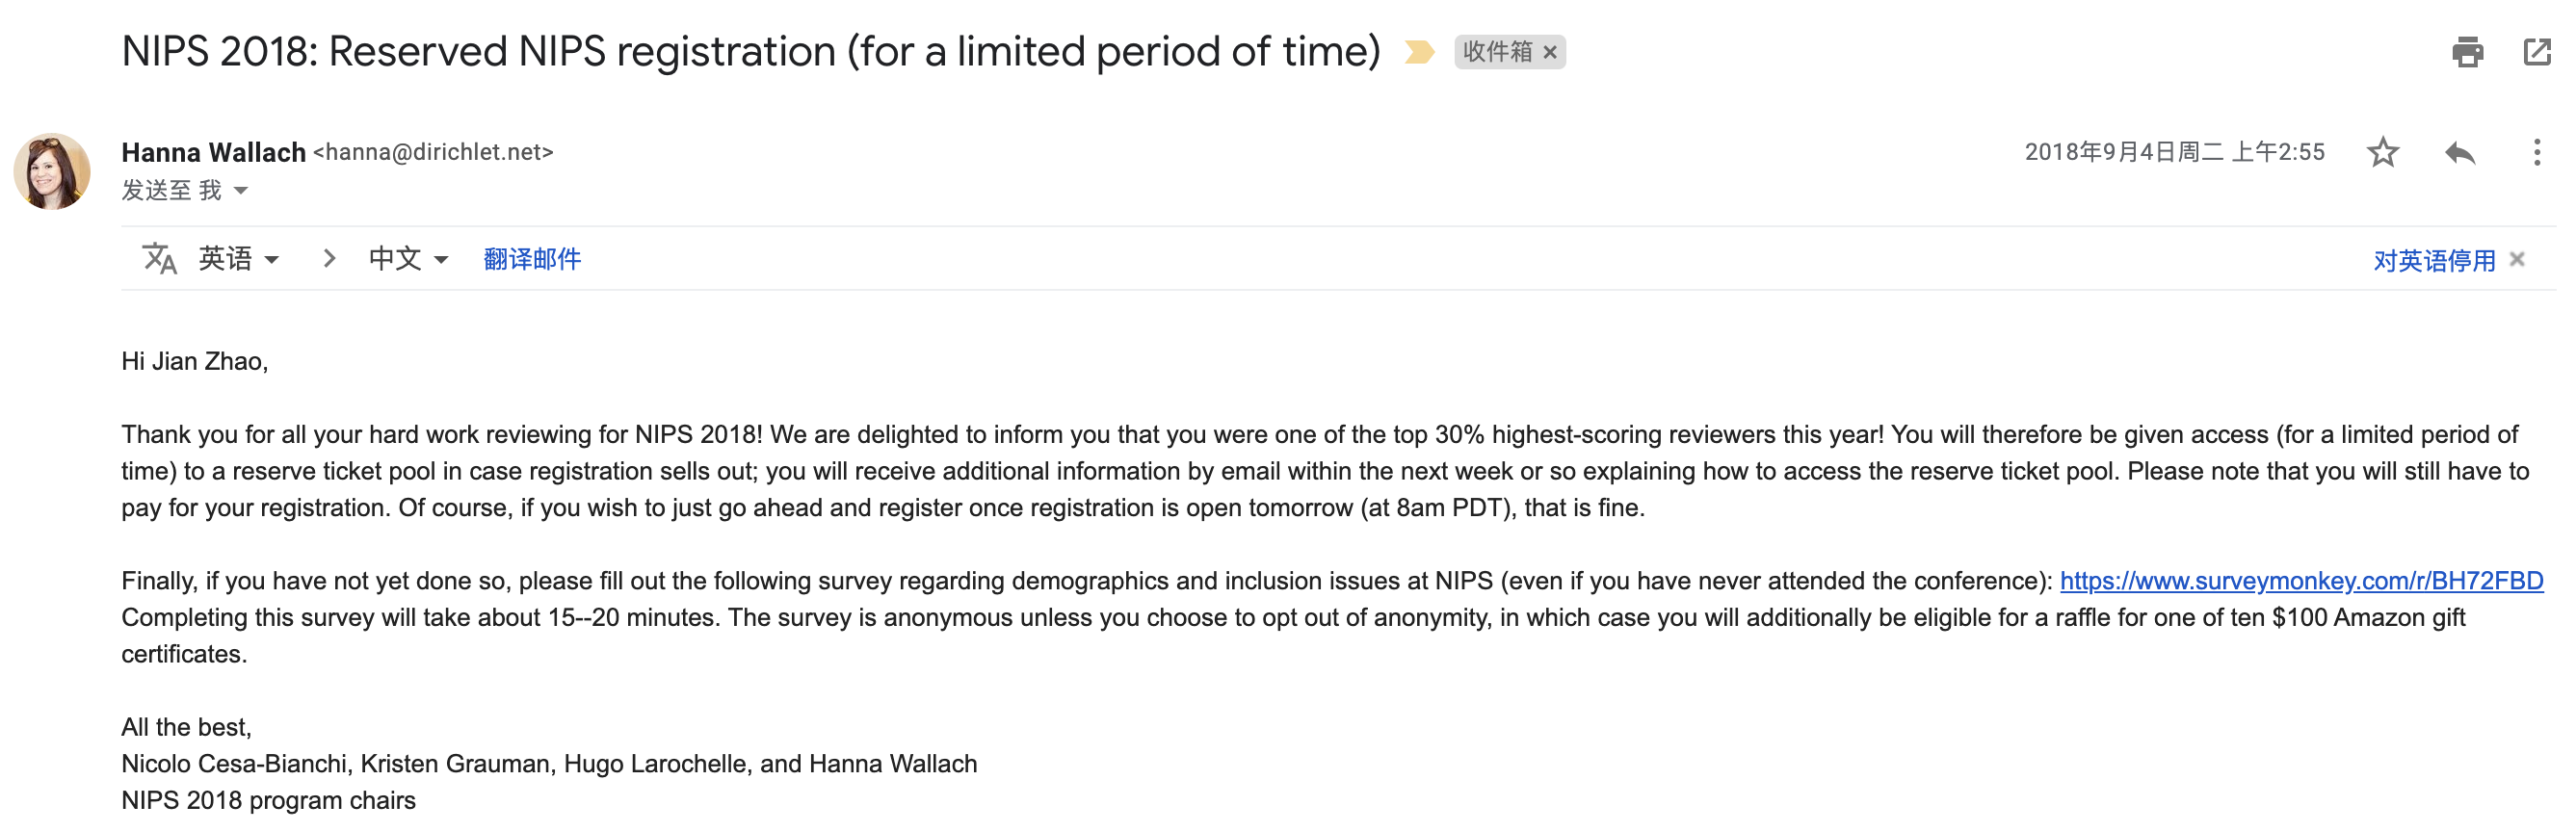 NIPS 2018: Reserved NIPS registration (for a limited period of time) 收件箱 ×
Hanna Wallach <hanna@dirichlet.net> 2018年9月4日周二 上午2:55
发送至 我
英语 > 中文 翻译邮件 对英语停用 ×
Hi Jian Zhao,
Thank you for all your hard work reviewing for NIPS 2018! We are delighted to inform you that you were one of the top 30% highest-scoring reviewers this year! You will therefore be given access (for a limited period of
time) to a reserve ticket pool in case registration sells out; you will receive additional information by email within the next week or so explaining how to access the reserve ticket pool. Please note that you will still have to
pay for your registration. Of course, if you wish to just go ahead and register once registration is open tomorrow (at 8am PDT), that is fine.
Finally, if you have not yet done so, please fill out the following survey regarding demographics and inclusion issues at NIPS (even if you have never attended the conference): https://www.surveymonkey.com/r/BH72FBD
Completing this survey will take about 15--20 minutes. The survey is anonymous unless you choose to opt out of anonymity, in which case you will additionally be eligible for a raffle for one of ten $100 Amazon gift
certificates.
All the best,
Nicolo Cesa-Bianchi, Kristen Grauman, Hugo Larochelle, and Hanna Wallach
NIPS 2018 program chairs